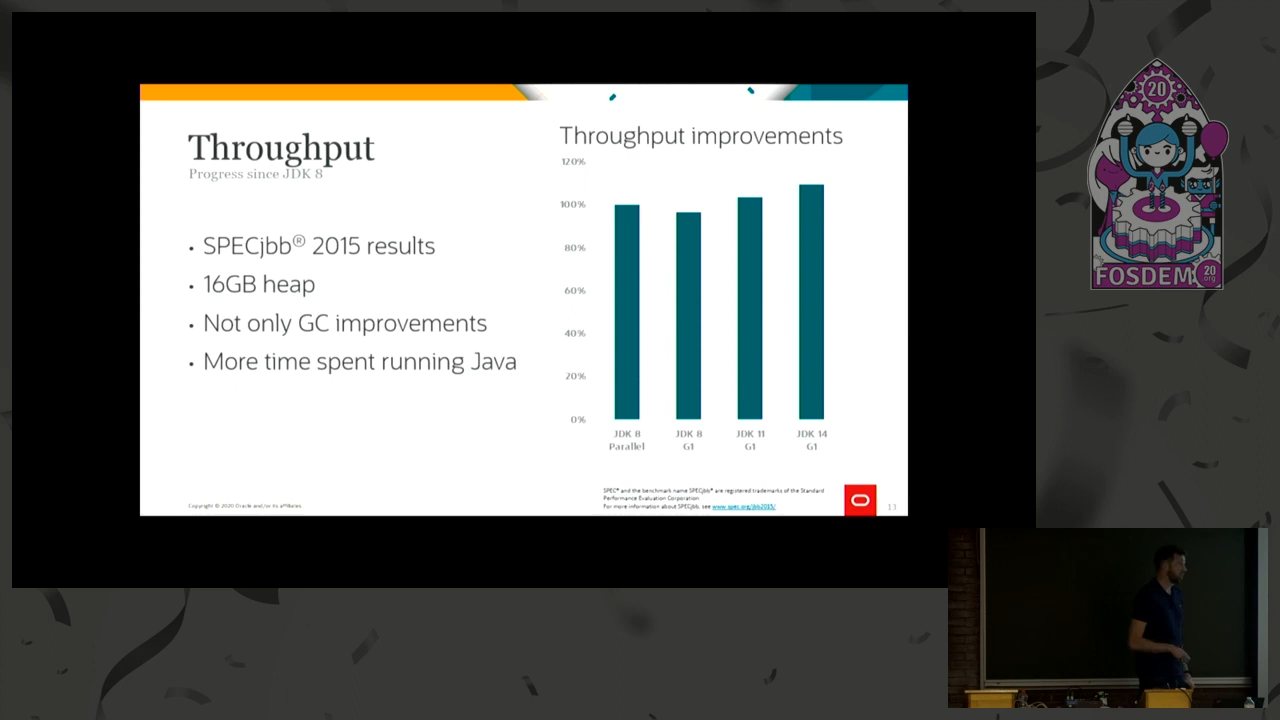 Throughput
Progress since JDK 8
• SPECjbb® 2015 results
• 16GB heap
• Not only GC improvements
• More time spent running Java
Throughput improvements
120%
100%
80%
60%
40%
20%
0%
JDK 8
Parallel
JDK 8
G1
JDK 11
G1
JDK 14
G1
SPEC® and the benchmark name SPECjbb® are registered trademarks of the Standard
Performance Evaluation Corporation
For more information about SPECjbb, see www.spec.org/jbb2015/.
Copyright © 2020 Oracle and/or its affiliates
13
20
FOSDEM
20
.org